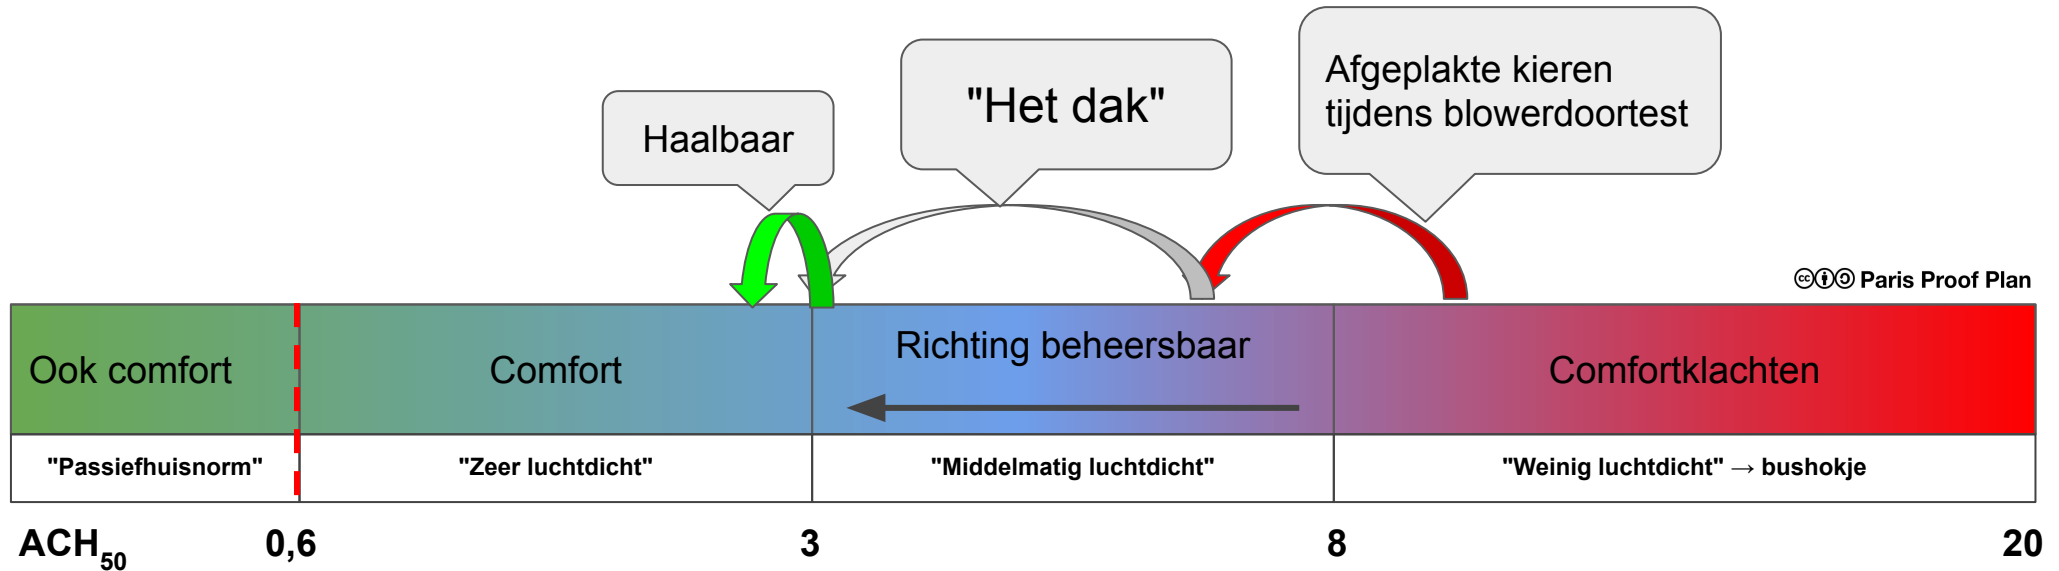 Haalbaar
"Het dak"
Afgeplakte kieren
tijdens blowerdoortest
Paris Proof Plan
Ook comfort
Comfort
Richting beheersbaar
Comfortklachten
"Passiefhuisnorm"
"Zeer luchtdicht"
"Middelmatig luchtdicht"
"Weinig luchtdicht" → bushokje
ACH50
0,6
3
8
20